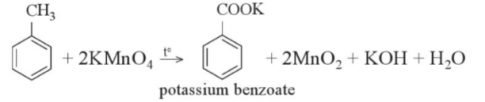 CH₃ COOK
+ 2KMnO₄ t° → + 2MnO₂ + KOH + H₂O
potassium benzoate